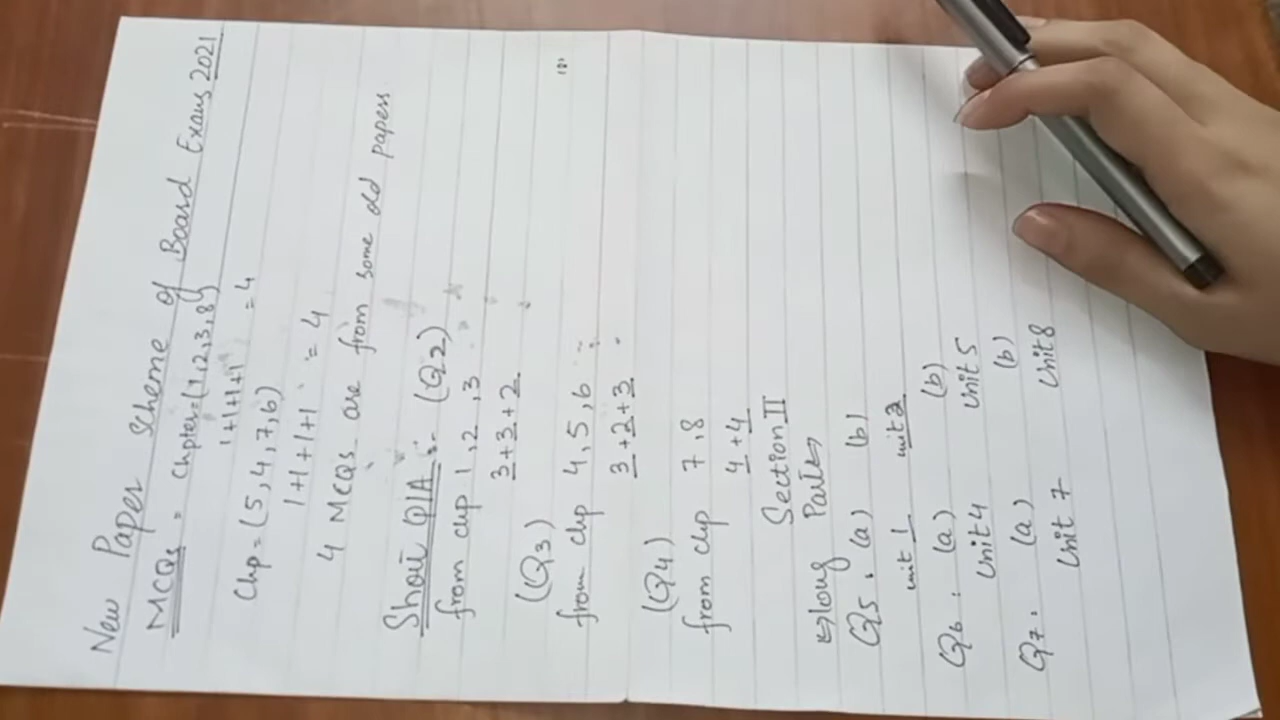 New Paper Scheme of Board Exams 2021
MCQs = Chpter=(1,2,3,8)
1+1+1+1 = 4
Chp = (5,4,7,6)
1+1+1+1 = 4
4 MCQs are from some old papers
Short Q/A :- (Q2)
from chp 1,2,3
3+3+2
(Q3)
from chp 4,5,6
3+2+3
(Q4)
from chp 7,8
4+4
Section II
Long Part
Q5. (a) (b)
unit 1 unit 2
Q6. (a) (b)
Unit 4 Unit 5
Q7. (a) (b)
Unit 7 Unit 8